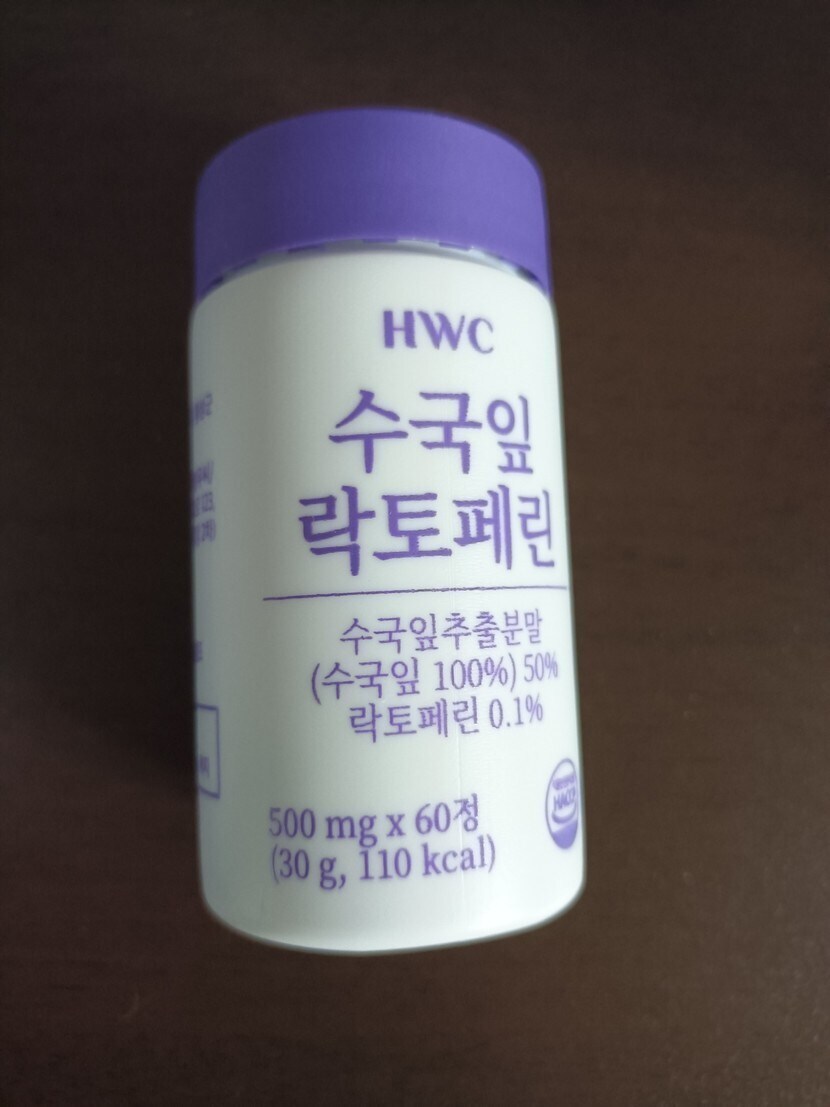 HWC
수국잎
락토페린
수국잎추출분말
(수국잎 100%) 50%
락토페린 0.1%
500 mg x 60정
(30 g, 110 kcal)
HACCP